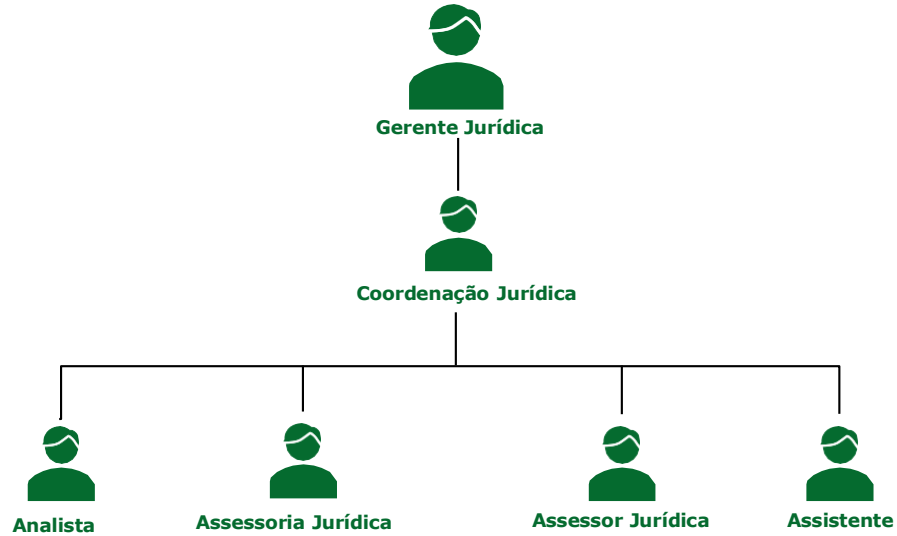 Gerente Jurídica
Coordenação Jurídica
Analista
Assessoria Jurídica
Assessor Jurídica
Assistente